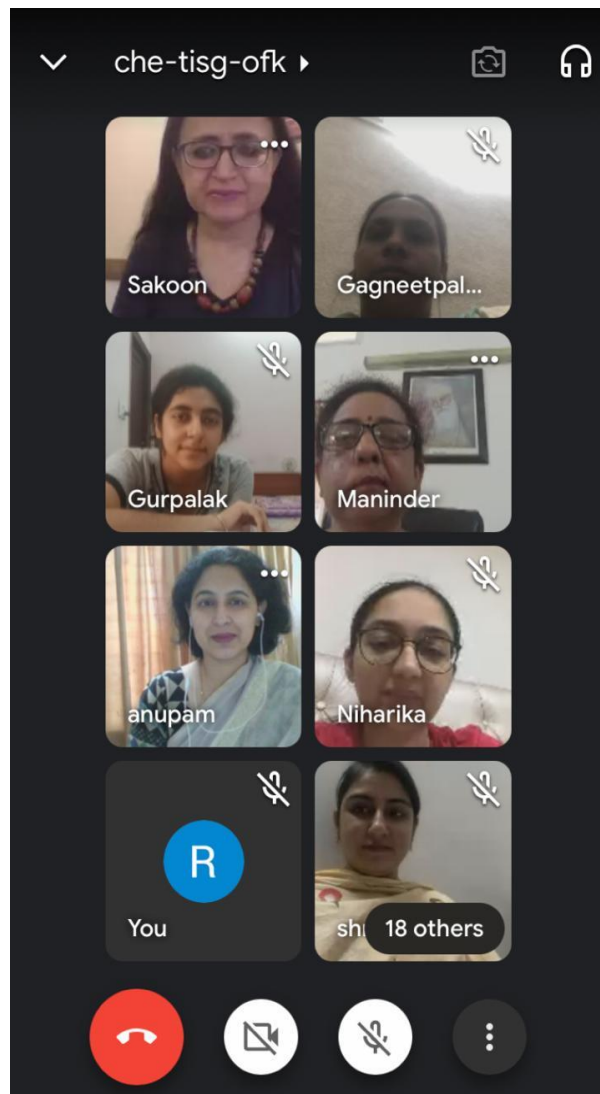 che-tisg-ofk
Sakoon
Gagneetpal...
Gurpalak
Maninder
anupam
Niharika
R
You
18 others